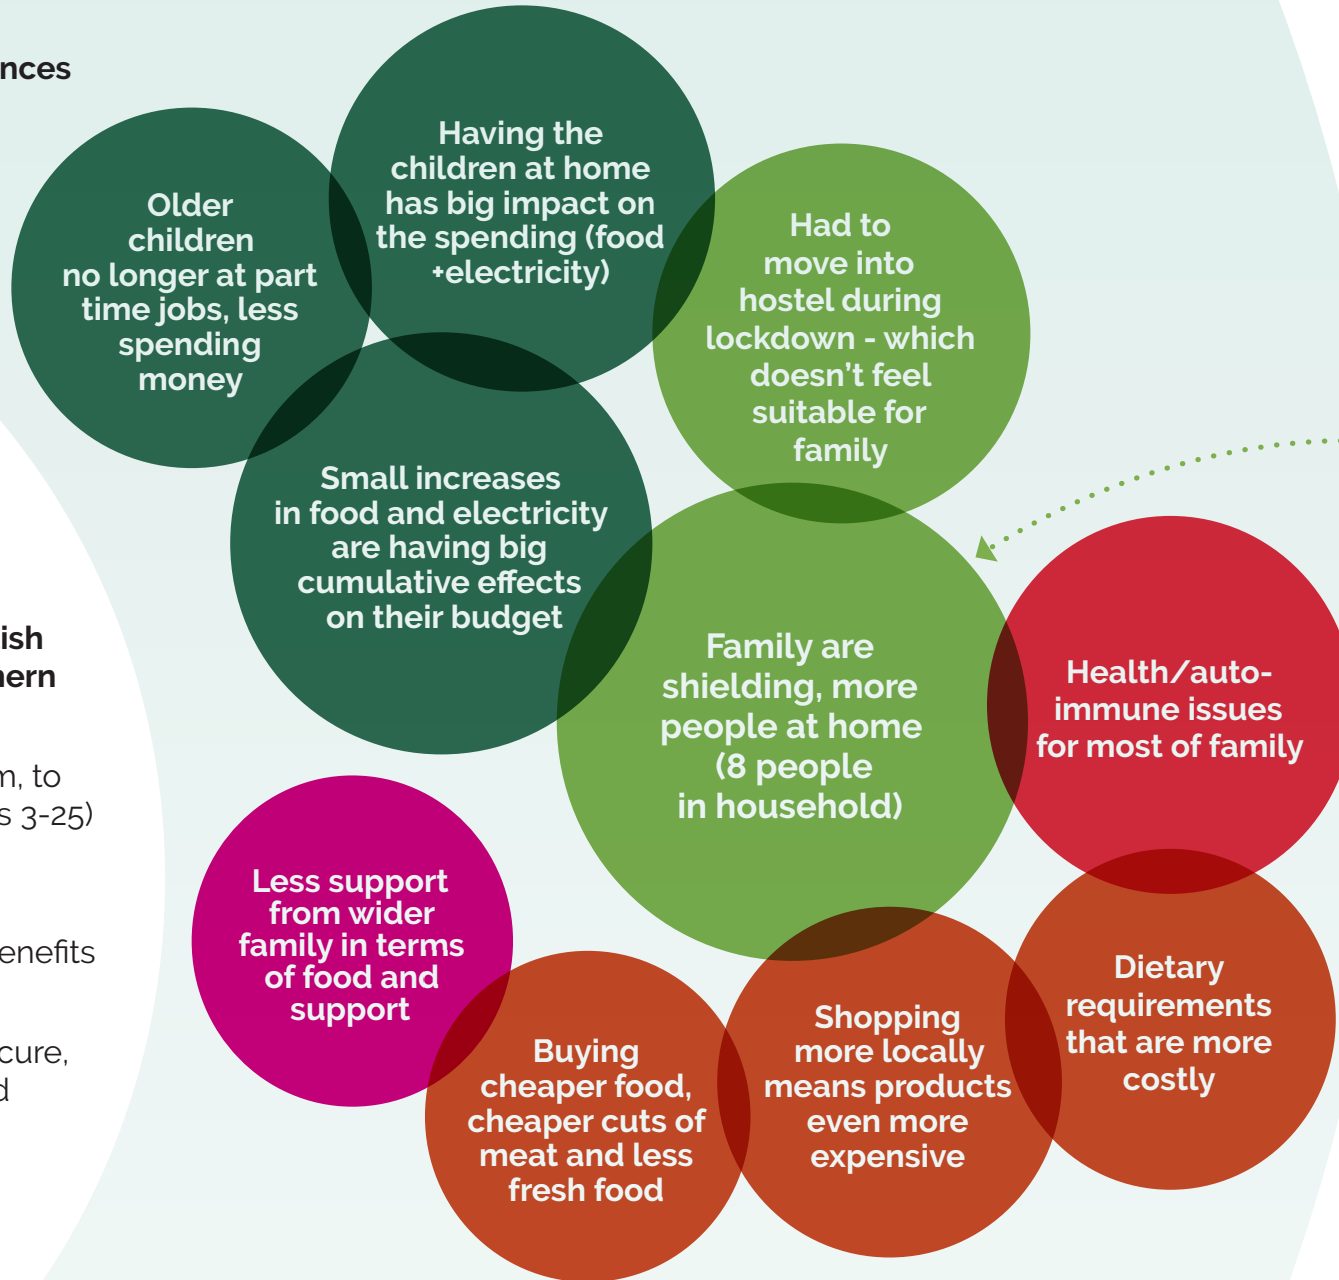 nces
Older
children
no longer at part
time jobs, less
spending
money
Having the
children at home
has big impact on
the spending (food
+electricity)
Had to
move into
hostel during
lockdown - which
doesn't feel
suitable for
family
Small increases
in food and electricity
are having big
cumulative effects
on their budget
ish
hern
m, to
s 3-25)
enefits
cure,
d
Family are
shielding, more
people at home
(8 people
in household)
Health/auto-
immune issues
for most of family
Less support
from wider
family in terms
of food and
support
Buying
cheaper food,
cheaper cuts of
meat and less
fresh food
Shopping
more locally
means products
even more
expensive
Dietary
requirements
that are more
costly